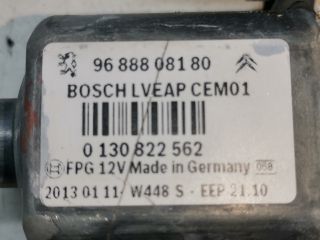 96 888 081 80
BOSCH LVEAP CEM01
0 130 822 562
FPG 12V Made in Germany 068
2013 01 11- W448 S - EEP 21.10